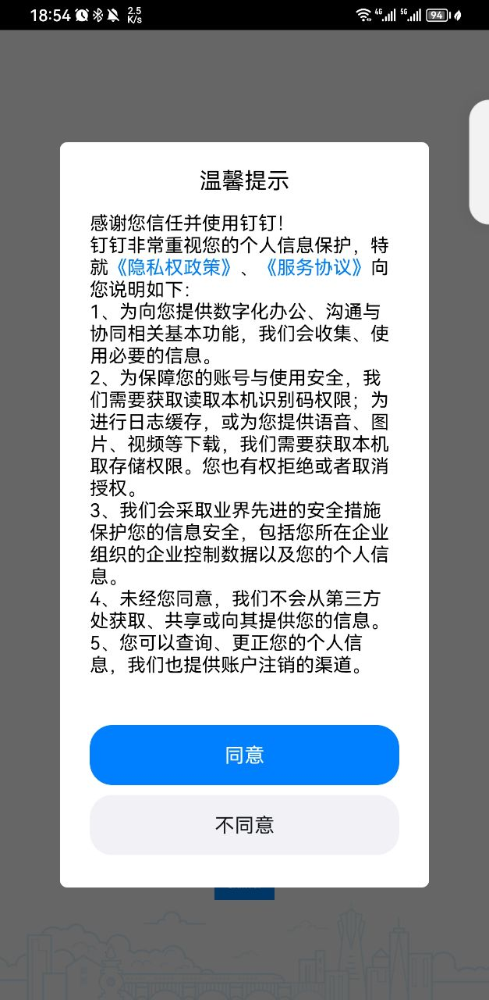 18:54
2.5
K/s
4G
5G
94
温馨提示
感谢您信任并使用钉钉!
钉钉非常重视您的个人信息保护，特
就《隐私权政策》、《服务协议》向
您说明如下:
1、为向您提供数字化办公、沟通与
协同相关基本功能，我们会收集、使
用必要的信息。
2、为保障您的账号与使用安全，我
们需要获取读取本机识别码权限；为
进行日志缓存，或为您提供语音、图
片、视频等下载，我们需要获取本机
取存储权限。您也有权拒绝或者取消
授权。
3、我们会采取业界先进的安全措施
保护您的信息安全，包括您所在企业
组织的企业控制数据以及您的个人信
息。
4、未经您同意，我们不会从第三方
处获取、共享或向其提供您的信息。
5、您可以查询、更正您的个人信
息，我们也提供账户注销的渠道。
同意
不同意